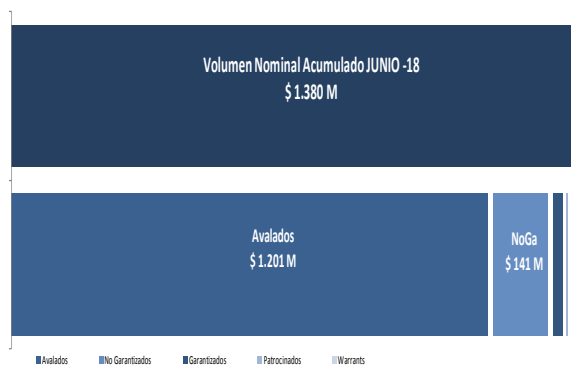 Volumen Nominal Acumulado JUNIO -18
$ 1.380 M
Avalados
$ 1.201 M
NoGa
$ 141 M
Avalados No Garantizados Garantizados Patrocinados Warrants